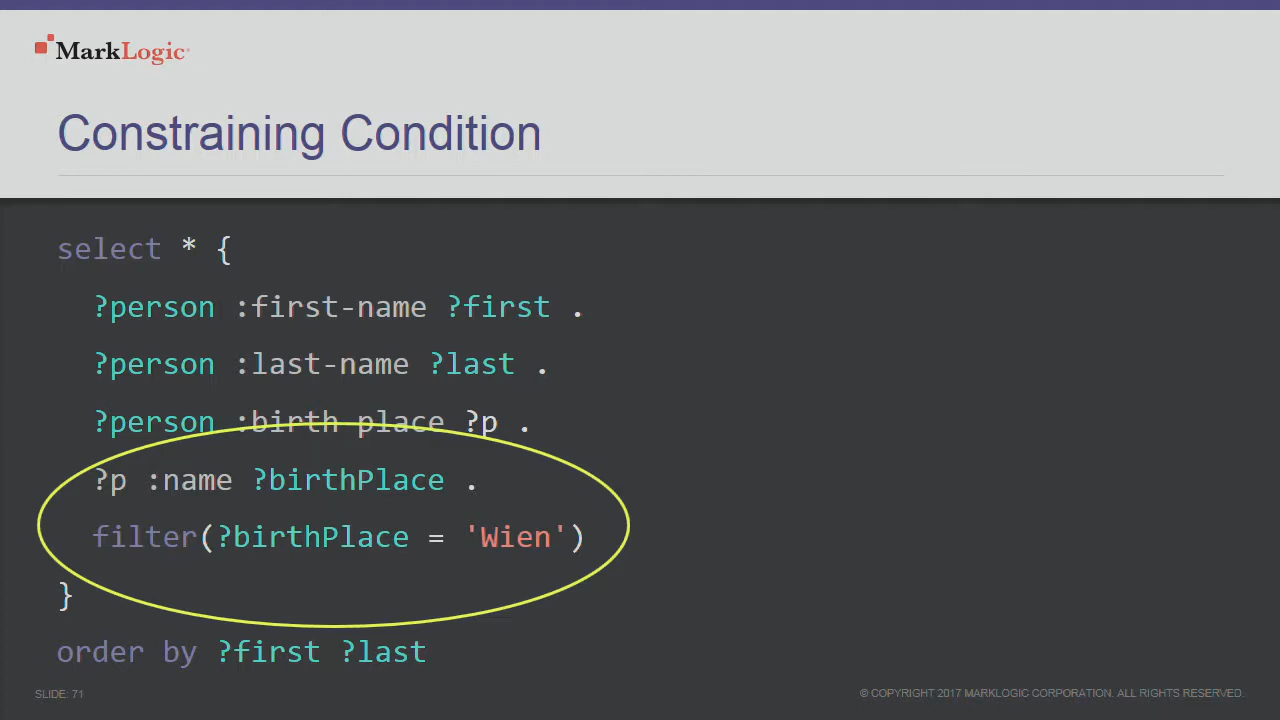 MarkLogic
Constraining Condition
select * {
?person :first-name ?first .
?person :last-name ?last .
?person :birth-place ?p .
?p :name ?birthPlace .
filter(?birthPlace = 'Wien')
}
order by ?first ?last
SLIDE: 71
© COPYRIGHT 2017 MARKLOGIC CORPORATION. ALL RIGHTS RESERVED.